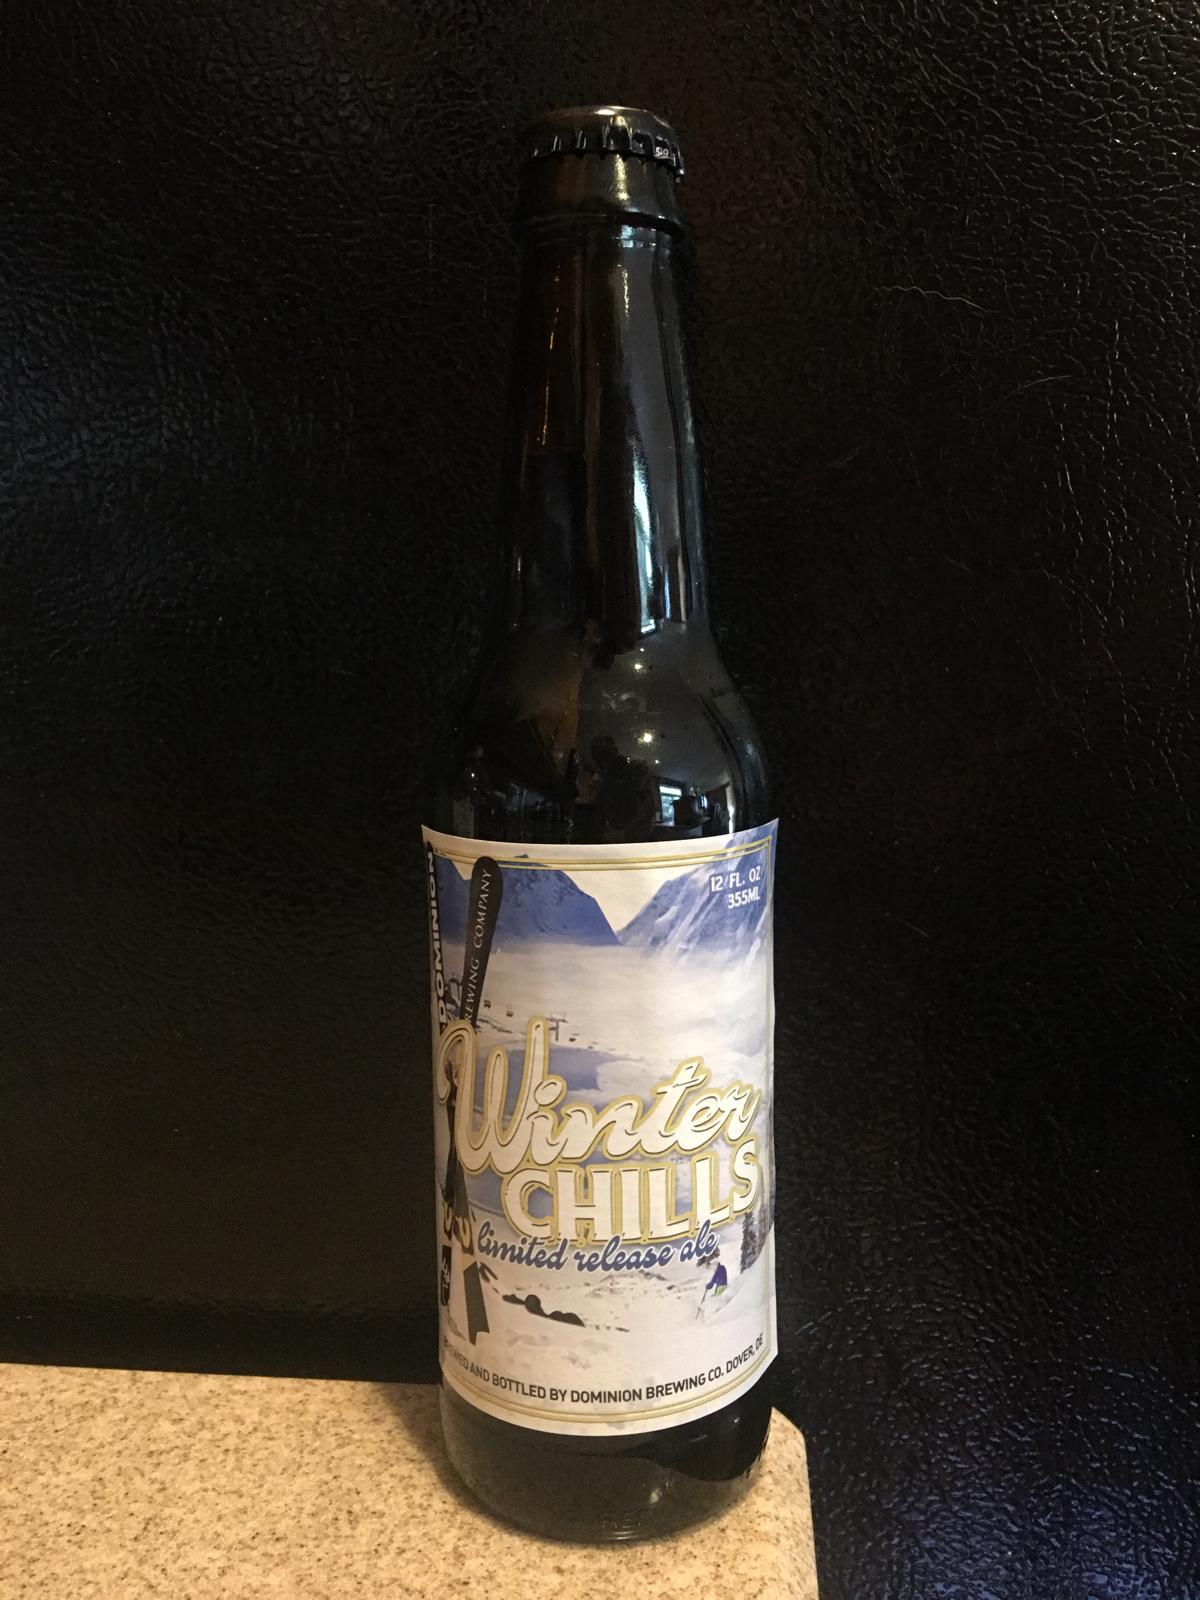 DOMINION
BREWING COMPANY
12 FL. OZ
355ML
Winter
CHILLS
limited release ale
BREWED AND BOTTLED BY DOMINION BREWING CO. DOVER, DE